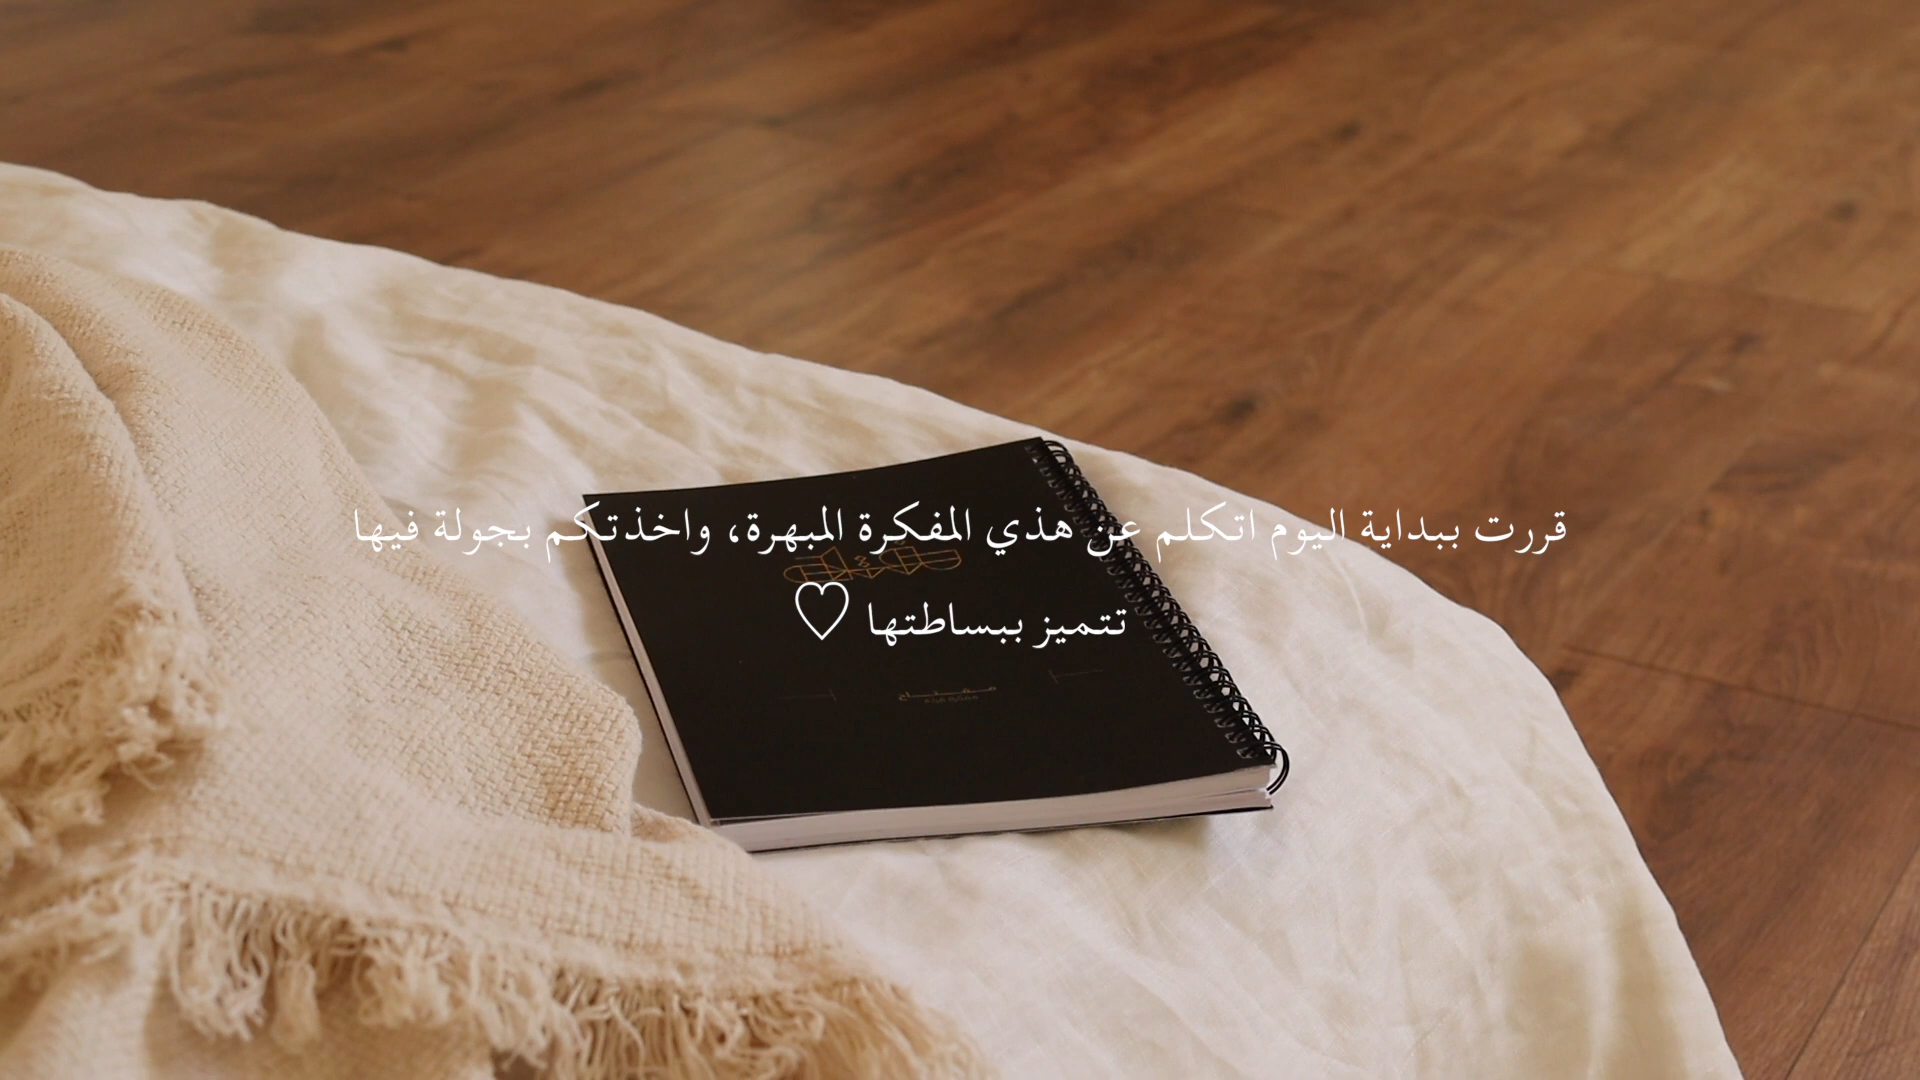 قررت ببداية اليوم اتكلم عن هذي المفكرة المبهرة، واخذتكم بجولة فيها
تتميز ببساطتها ♡